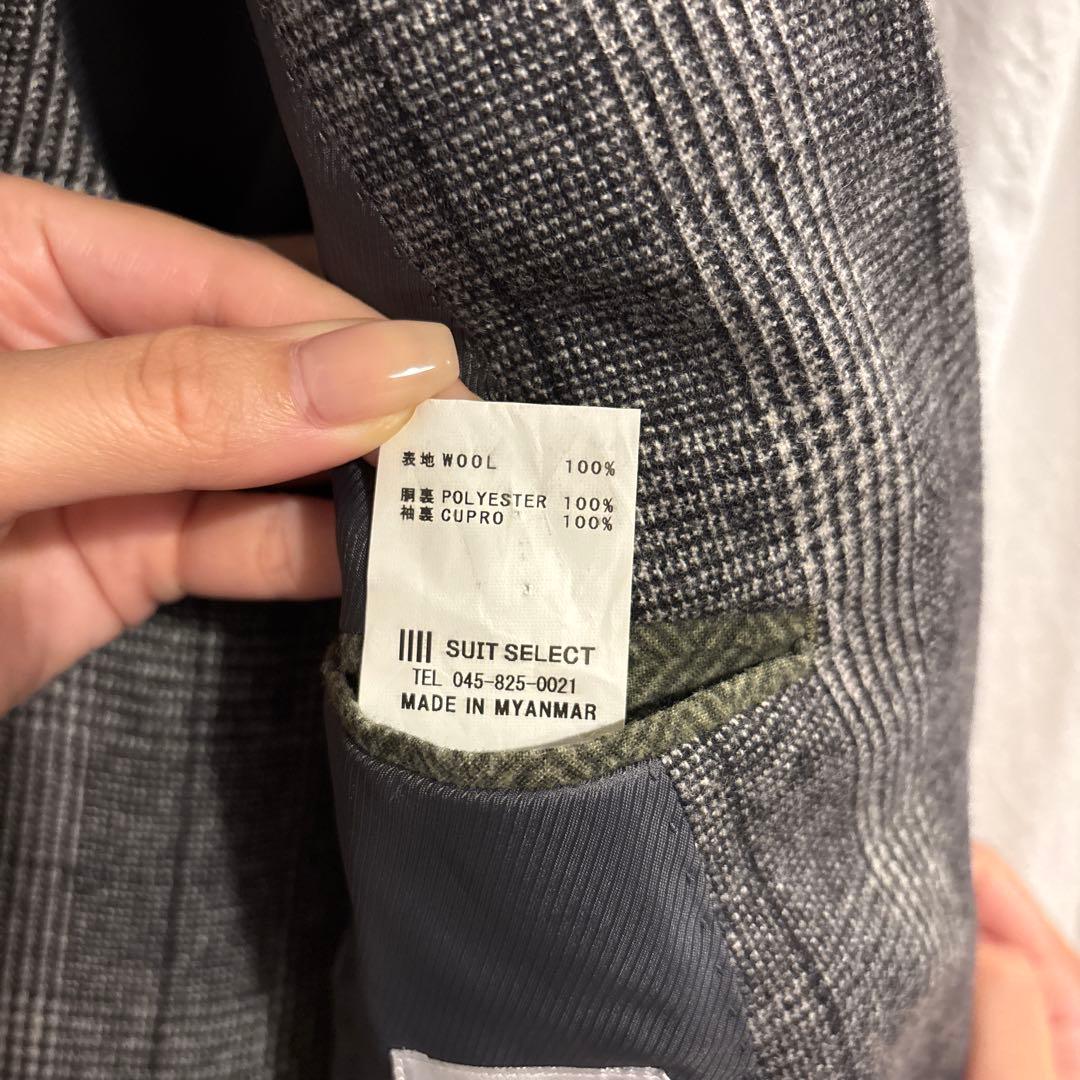 表地 WOOL 100%
胴裏 POLYESTER 100%
袖裏 CUPRO 100%
SUIT SELECT
TEL 045-825-0021
MADE IN MYANMAR